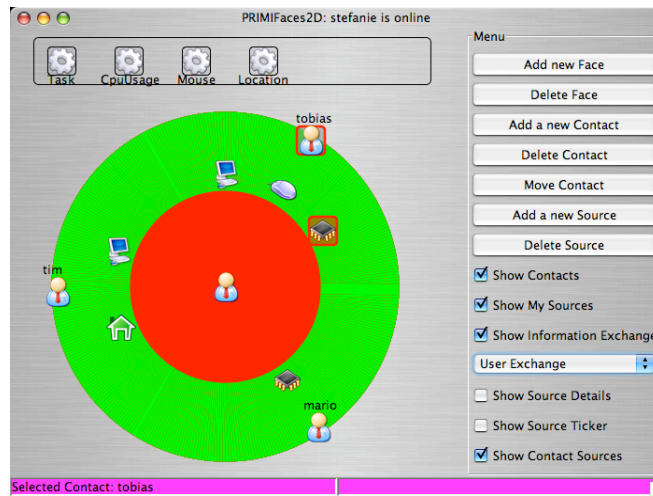 PRIMIFaces2D: stefanie is online
Task CpuUsage Mouse Location
tobias
tim
mario
Menu
Add new Face
Delete Face
Add a new Contact
Delete Contact
Move Contact
Add a new Source
Delete Source
Show Contacts
Show My Sources
Show Information Exchange
User Exchange
Show Source Details
Show Source Ticker
Show Contact Sources
Selected Contact: tobias